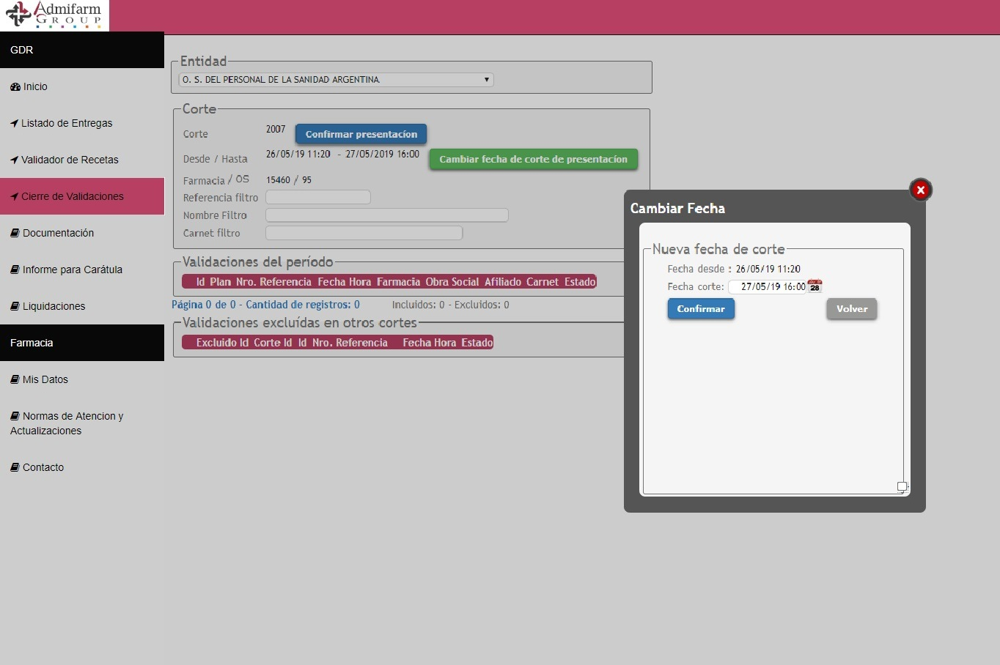 Admifarm
GROUP
GDR
Inicio
Listado de Entregas
Validador de Recetas
Cierre de Validaciones
Documentación
Informe para Carátula
Liquidaciones
Farmacia
Mis Datos
Normas de Atencion y
Actualizaciones
Contacto
Entidad
O. S. DEL PERSONAL DE LA SANIDAD ARGENTINA
Corte
Corte 2007 Confirmar presentacíon
Desde / Hasta 26/05/19 11:20 - 27/05/2019 16:00 Cambiar fecha de corte de presentacíon
Farmacia / OS 15460 / 95
Referencia filtro
Nombre Filtro
Carnet filtro
Validaciones del período
Id Plan Nro. Referencia Fecha Hora Farmacia Obra Social Afiliado Carnet Estado
Página 0 de 0 - Cantidad de registros: 0 Incluidos: 0 - Excluidos: 0
Validaciones excluídas en otros cortes
Excluido Id Corte Id Id Nro. Referencia Fecha Hora Estado
Cambiar Fecha
Nueva fecha de corte
Fecha desde : 26/05/19 11:20
Fecha corte: 27/05/19 16:00 28
Confirmar Volver